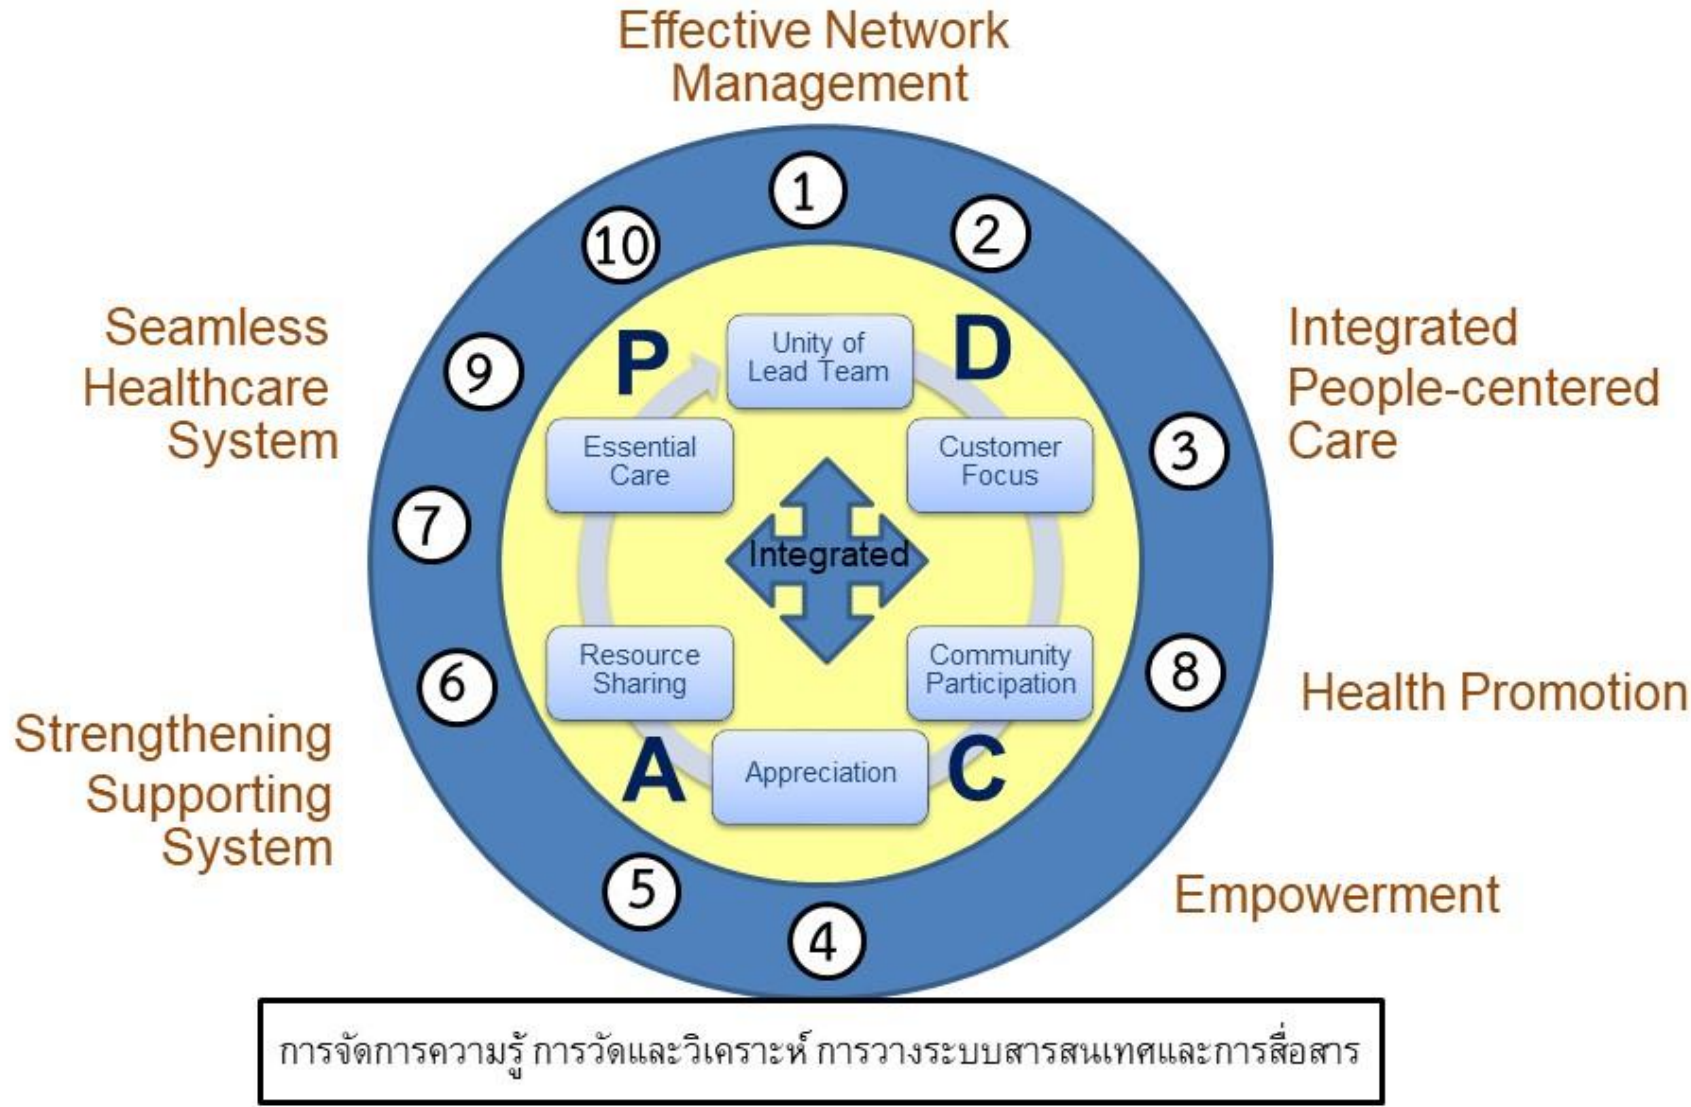 Effective Network
Management
1
2
10
P
Unity of
Lead Team
D
Seamless
Healthcare
System
9
Integrated
People-centered
Care
Essential
Care
Customer
Focus
3
7
Integrated
Resource
Sharing
Community
Participation
6
8
Health Promotion
Strengthening
Supporting
System
A
Appreciation
C
5
4
Empowerment
การจัดการความรู้ การวัดและวิเคราะห์ การวางระบบสารสนเทศและการสื่อสาร